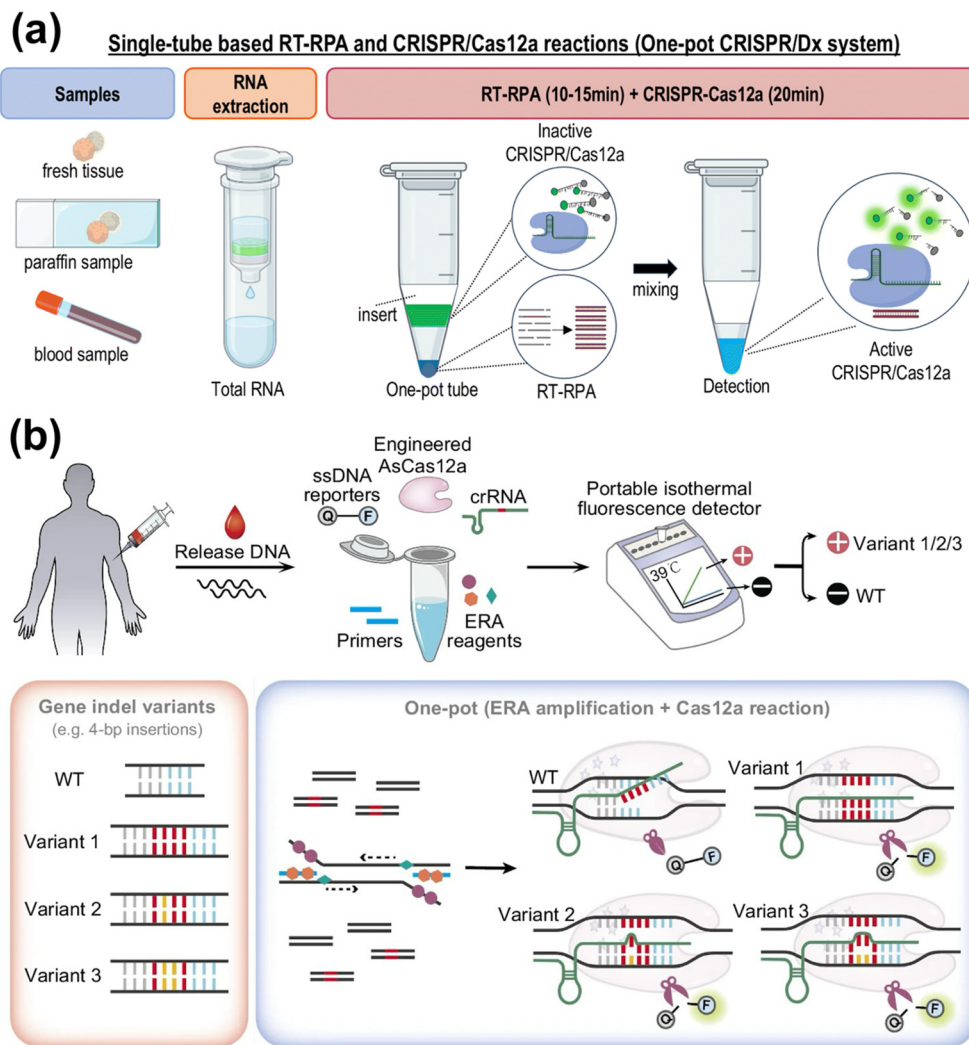 (a)
Single-tube based RT-RPA and CRISPR/Cas12a reactions (One-pot CRISPR/Dx system)
Samples
RNA
extraction
RT-RPA (10-15min) + CRISPR-Cas12a (20min)
fresh tissue
paraffin sample
blood sample
Total RNA
Inactive
CRISPR/Cas12a
insert
One-pot tube
RT-RPA
mixing
Detection
Active
CRISPR/Cas12a
(b)
Release DNA
Engineered
AsCas12a
ssDNA
reporters
Q
F
crRNA
Primers
ERA
reagents
Portable isothermal
fluorescence detector
39℃
Variant 1/2/3
WT
Gene indel variants
(e.g. 4-bp insertions)
WT
Variant 1
Variant 2
Variant 3
One-pot (ERA amplification + Cas12a reaction)
WT
Q
F
Variant 1
Q
F
Variant 2
Q
F
Variant 3
Q
F